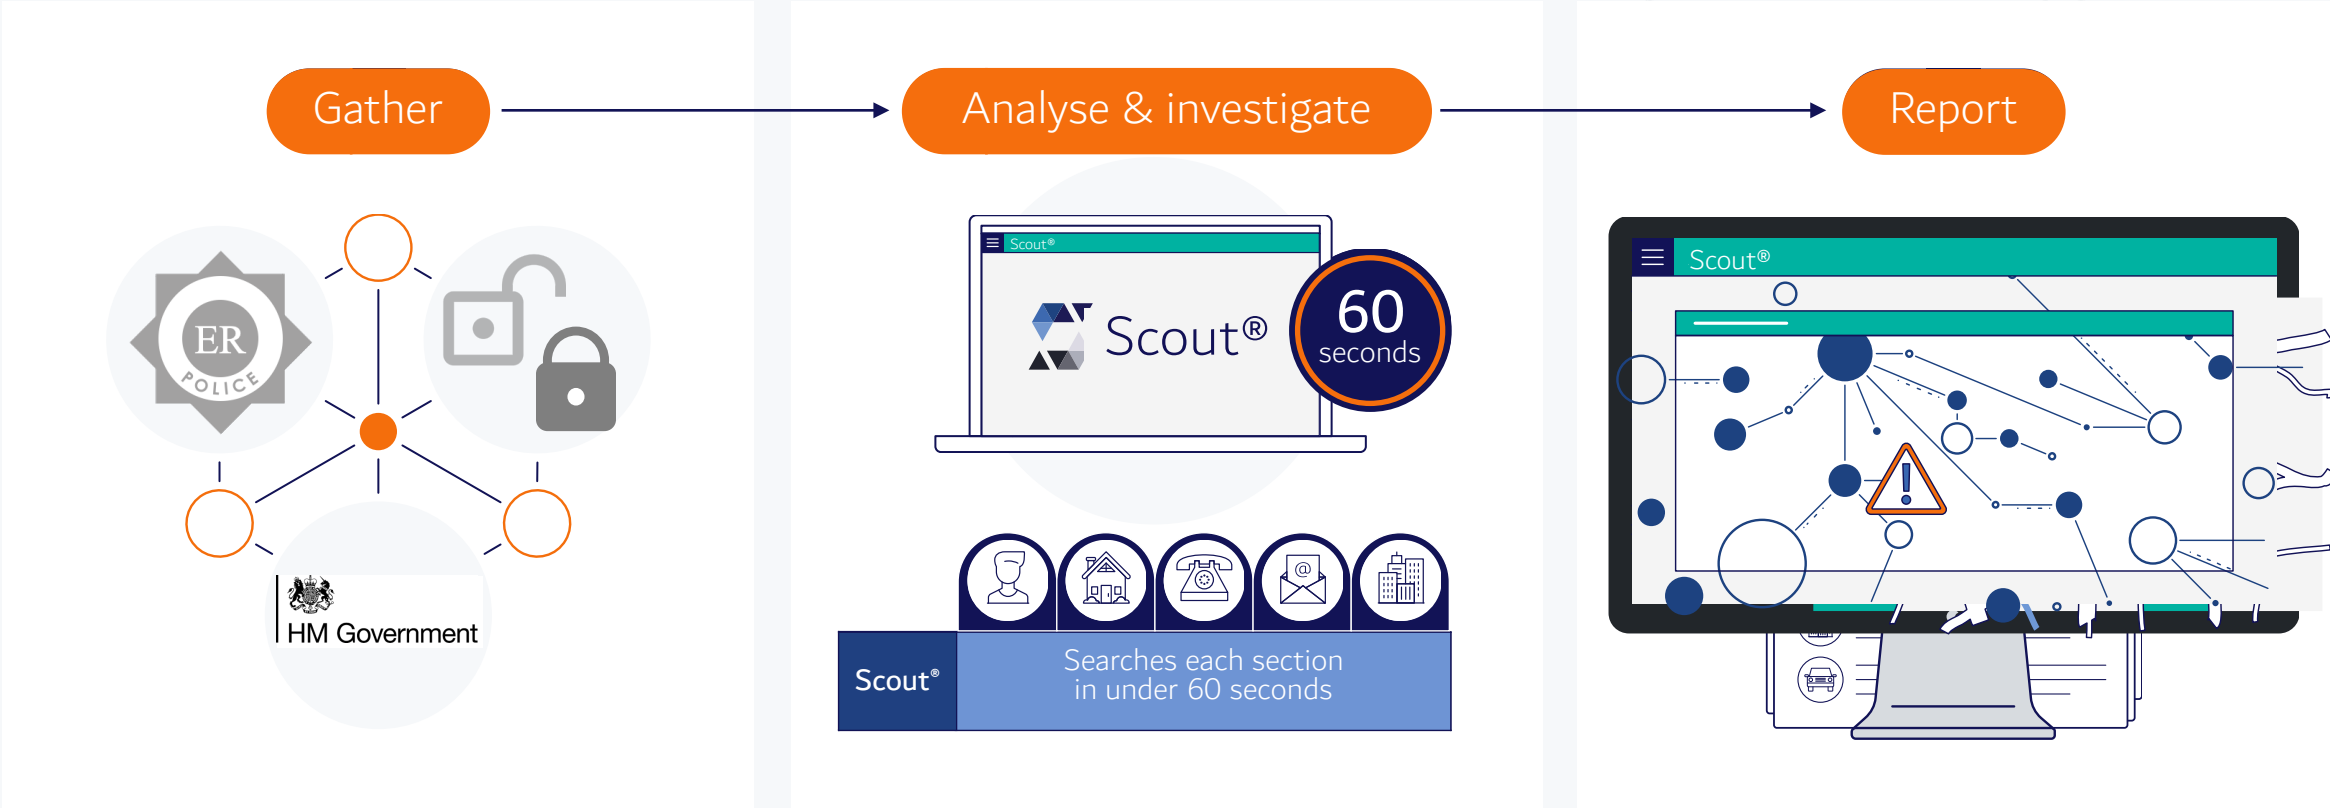 Gather
Analyse & investigate
Report
ER
POLICE
HM Government
Scout®
Scout®
60
seconds
@
Scout®
Searches each section
in under 60 seconds
Scout®